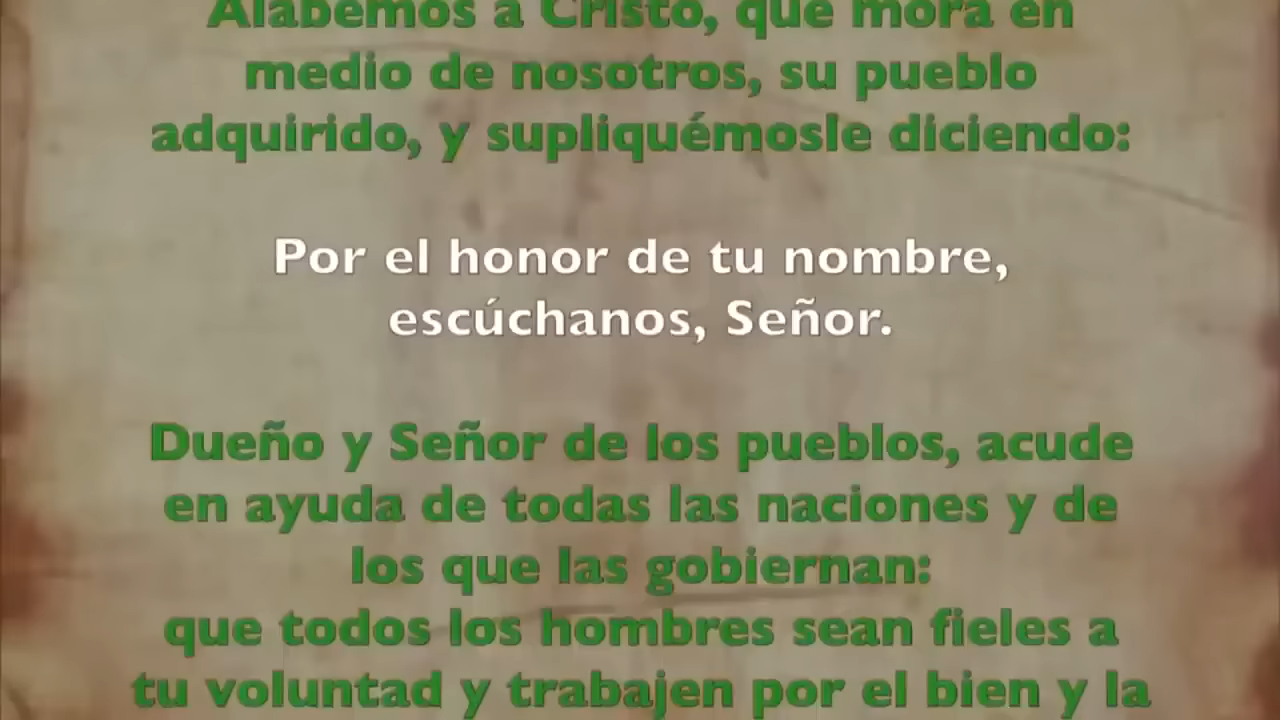 Alabemos a Cristo, que mora en
medio de nosotros, su pueblo
adquirido, y supliquémosle diciendo:
Por el honor de tu nombre,
escúchanos, Señor.
Dueño y Señor de los pueblos, acude
en ayuda de todas las naciones y de
los que las gobiernan:
que todos los hombres sean fieles a
tu voluntad y trabajen por el bien y la